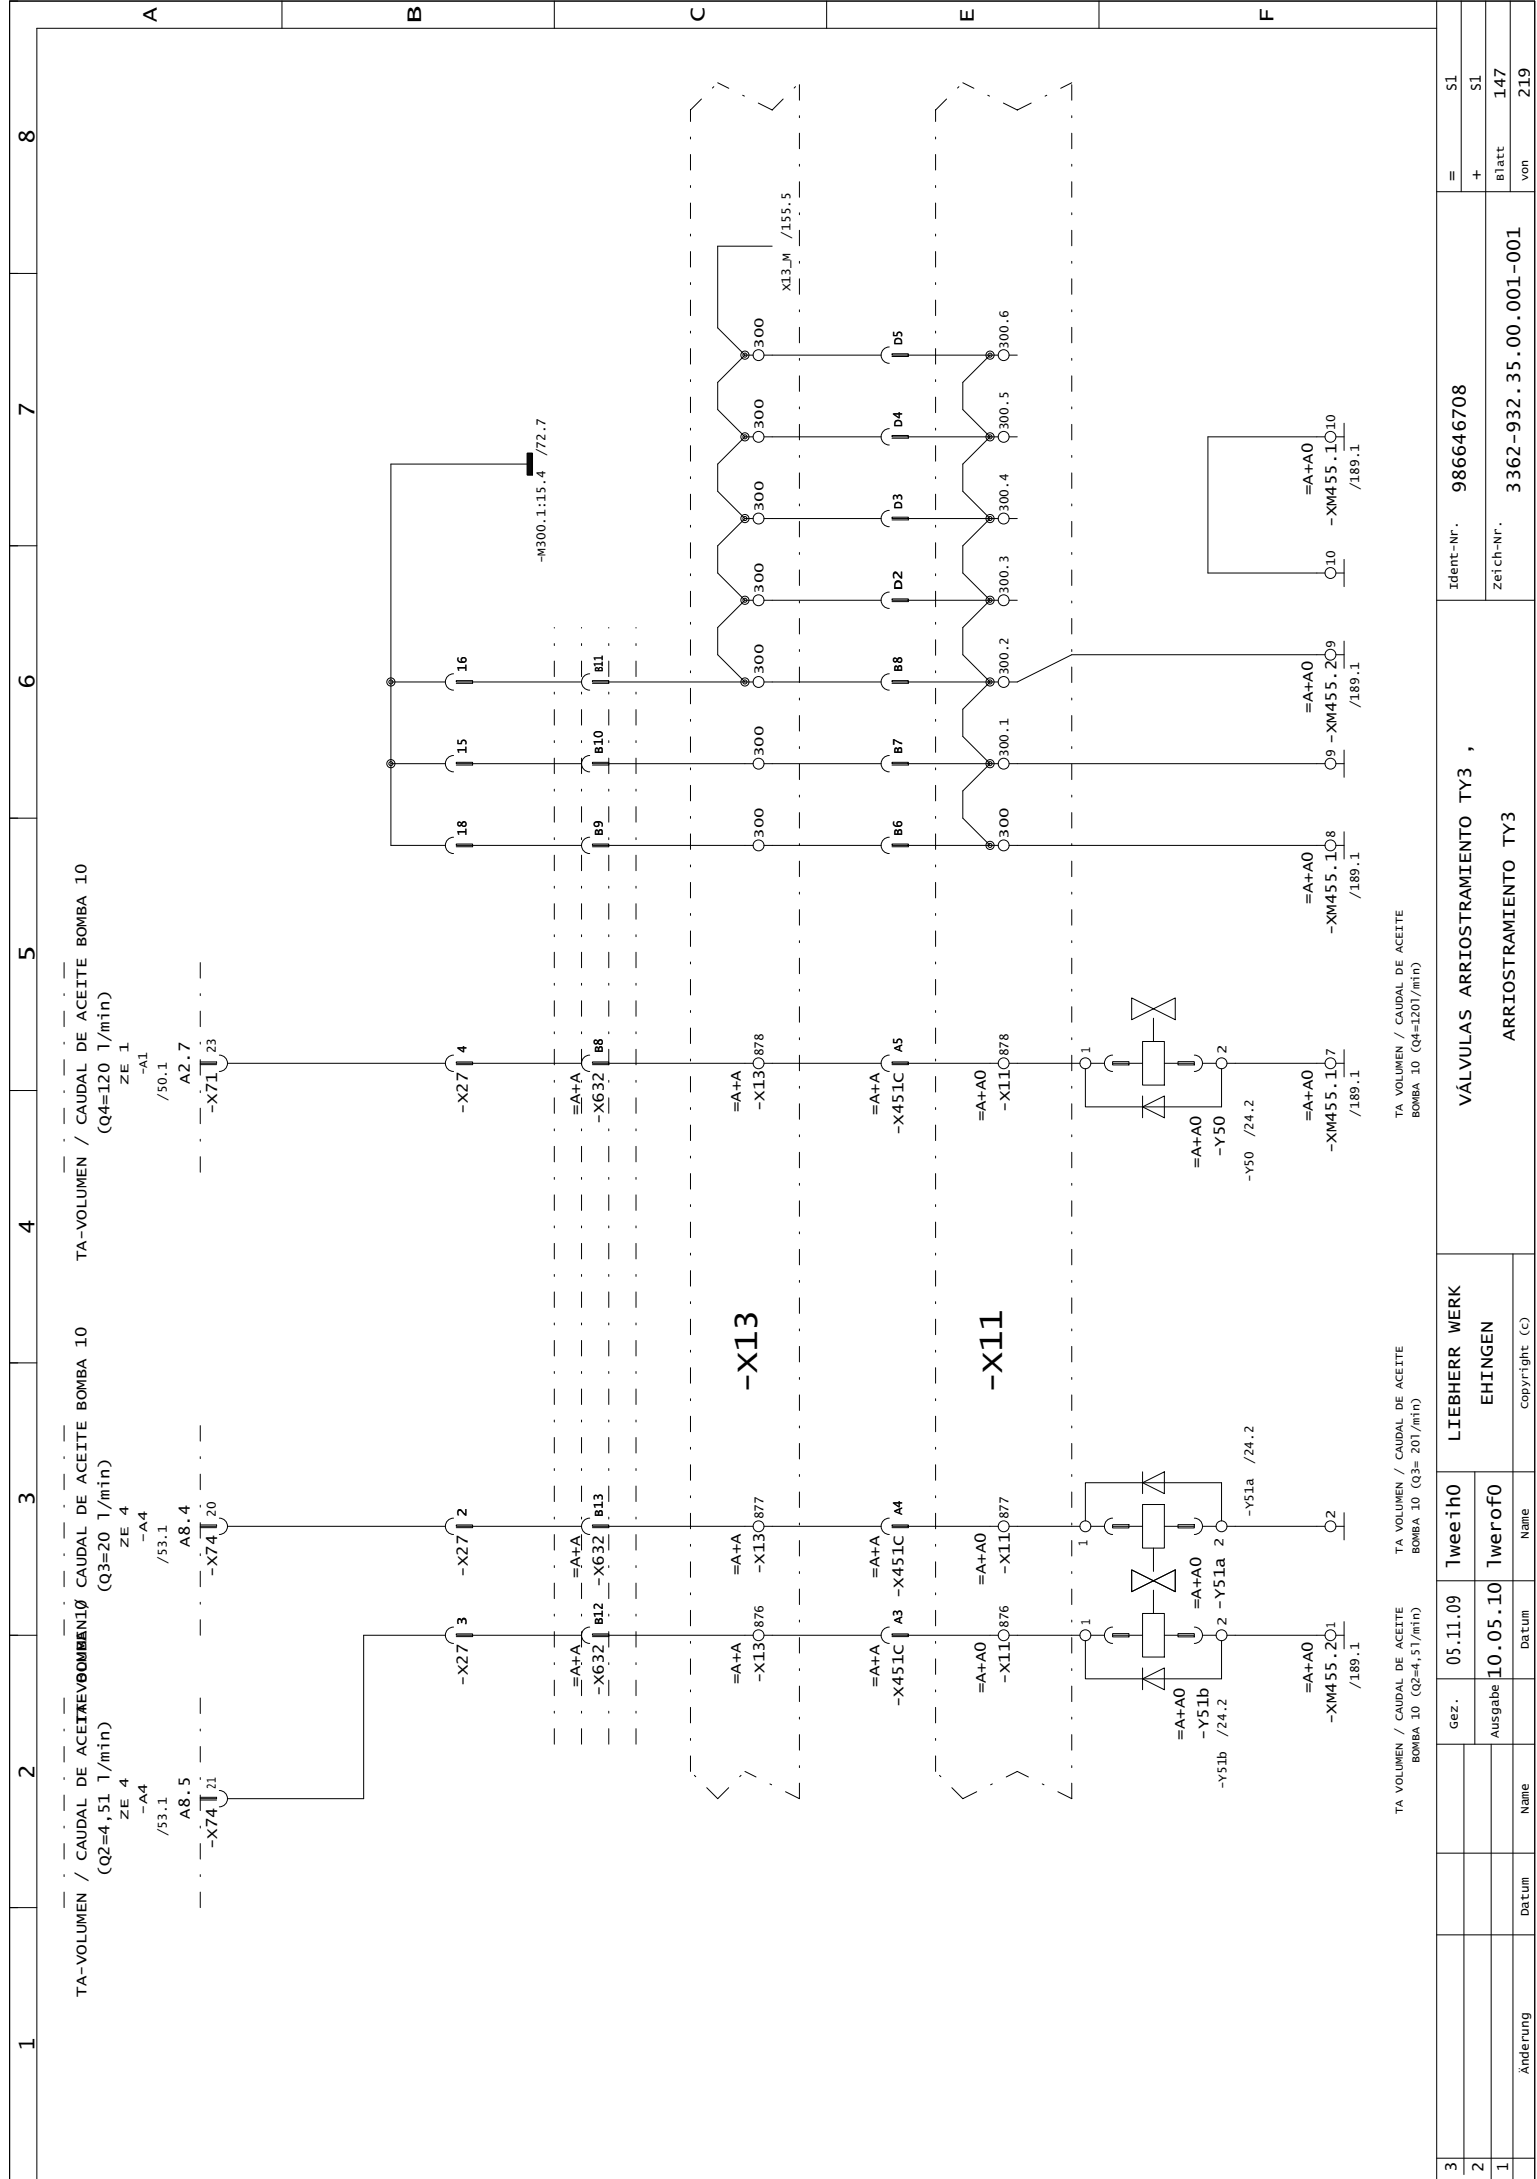 1 2 3 4 5 6 7 8
A
B
C
E
F
TA-VOLUMEN / CAUDAL DE ACEITE BOMBA 10
(Q2=4,51 l/min)
ZE 4
-A4
/53.1
A8.5
-X74 21
TA-VOLUMEN / CAUDAL DE ACEITE BOMBA 10
(Q3=20 l/min)
ZE 4
-A4
/53.1
A8.4
-X74 20
TA-VOLUMEN / CAUDAL DE ACEITE BOMBA 10
(Q4=120 l/min)
ZE 1
-A1
/50.1
A2.7
-X71 23
-X27 3
-X27 2
-X27 4
18
15
16
-M300.1:15.4 /72.7
=A+A
-X632 B12
=A+A
-X632 B13
=A+A
-X632 B8
B9
B10
B11
-X13
=A+A
-X13 876
=A+A
-X13 877
=A+A
-X13 878
300
300
300
300
300
300
300
X13_M /155.5
=A+A
-X451C A3
=A+A
-X451C A4
=A+A
-X451C A5
B6
B7
B8
D2
D3
D4
D5
-X11
=A+A0
-X11 876
=A+A0
-X11 877
=A+A0
-X11 878
300
300.1
300.2
300.3
300.4
300.5
300.6
1
2
=A+A0
-Y51b
-Y51b /24.2
1
2
=A+A0
-Y51a
-Y51a /24.2
1
2
=A+A0
-Y50
-Y50 /24.2
=A+A0
-XM455.2 1
/189.1
2
=A+A0
-XM455.1 7
/189.1
=A+A0
-XM455.1 8
/189.1
9
=A+A0
-XM455.2 9
/189.1
10
=A+A0
-XM455.1 10
/189.1
TA VOLUMEN / CAUDAL DE ACEITE
BOMBA 10 (Q2=4,5l/min)
TA VOLUMEN / CAUDAL DE ACEITE
BOMBA 10 (Q3= 20l/min)
TA VOLUMEN / CAUDAL DE ACEITE
BOMBA 10 (Q4=120l/min)
3
2
1
Änderung Datum Name
Gez. 05.11.09 lweeih0
Ausgabe 10.05.10 lwerof0
Datum Name
LIEBHERR WERK
EHINGEN
Copyright (c)
VÁLVULAS ARRIOSTRAMIENTO TY3 ,
ARRIOSTRAMIENTO TY3
Ident-Nr. 986646708
Zeich-Nr. 3362-932.35.00.001-001
= S1
+ S1
Blatt 147
von 219